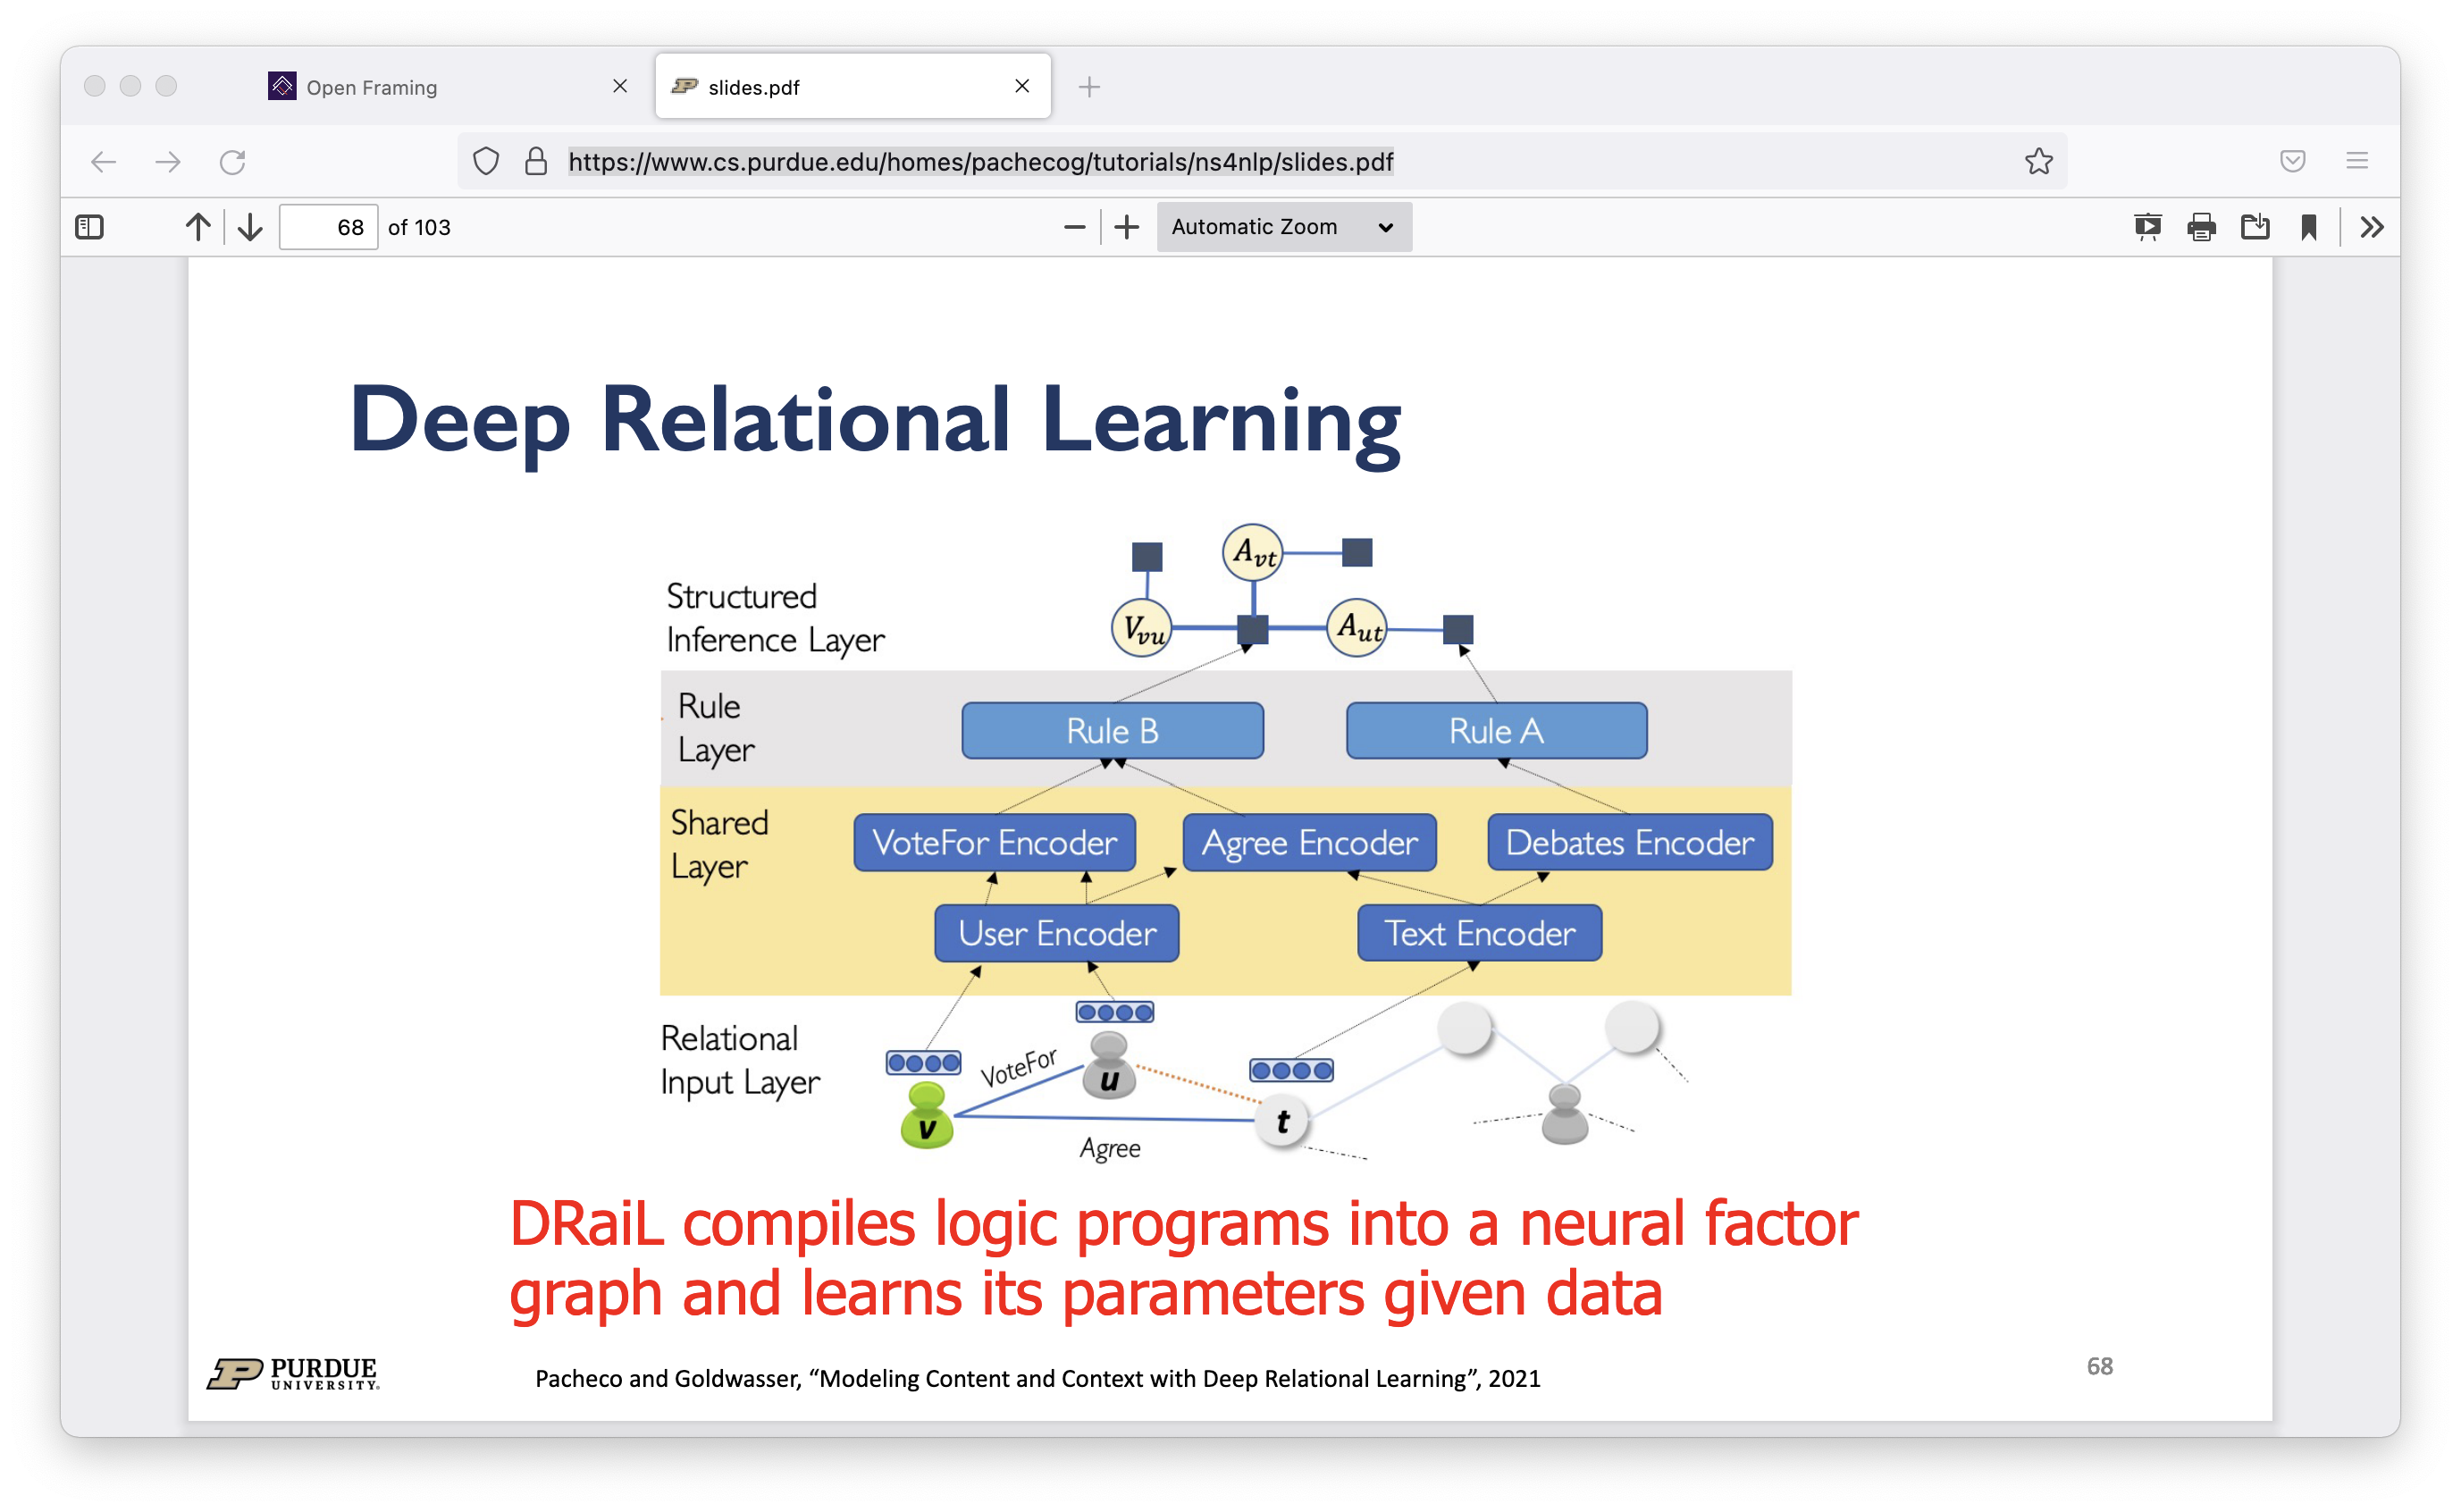 Open Framing
slides.pdf
https://www.cs.purdue.edu/homes/pachecog/tutorials/ns4nlp/slides.pdf
68 of 103
Automatic Zoom
Deep Relational Learning
Structured
Inference Layer
Avt
Vvu
Aut
Rule
Layer
Rule B
Rule A
Shared
Layer
VoteFor Encoder
Agree Encoder
Debates Encoder
User Encoder
Text Encoder
Relational
Input Layer
VoteFor
u
v
t
Agree
DRaiL compiles logic programs into a neural factor
graph and learns its parameters given data
PURDUE
UNIVERSITY®
Pacheco and Goldwasser, “Modeling Content and Context with Deep Relational Learning”, 2021
68